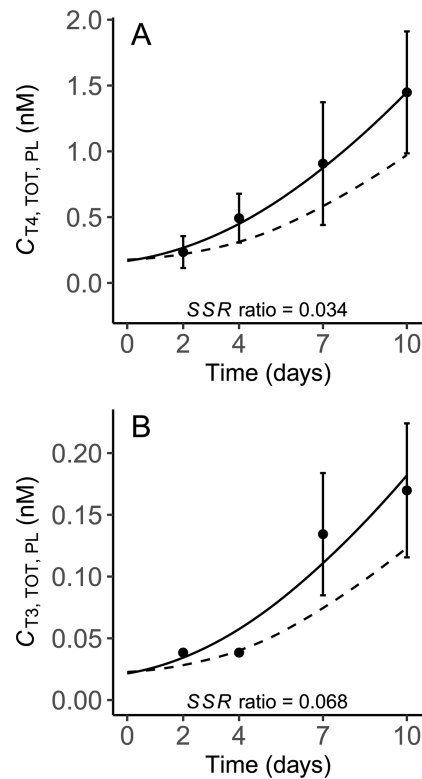 A
2.0
1.5
1.0
0.5
0.0
C T4, TOT, PL (nM)
SSR ratio = 0.034
0 2 4 7 10
Time (days)
B
0.20
0.15
0.10
0.05
0.00
C T3, TOT, PL (nM)
SSR ratio = 0.068
0 2 4 7 10
Time (days)